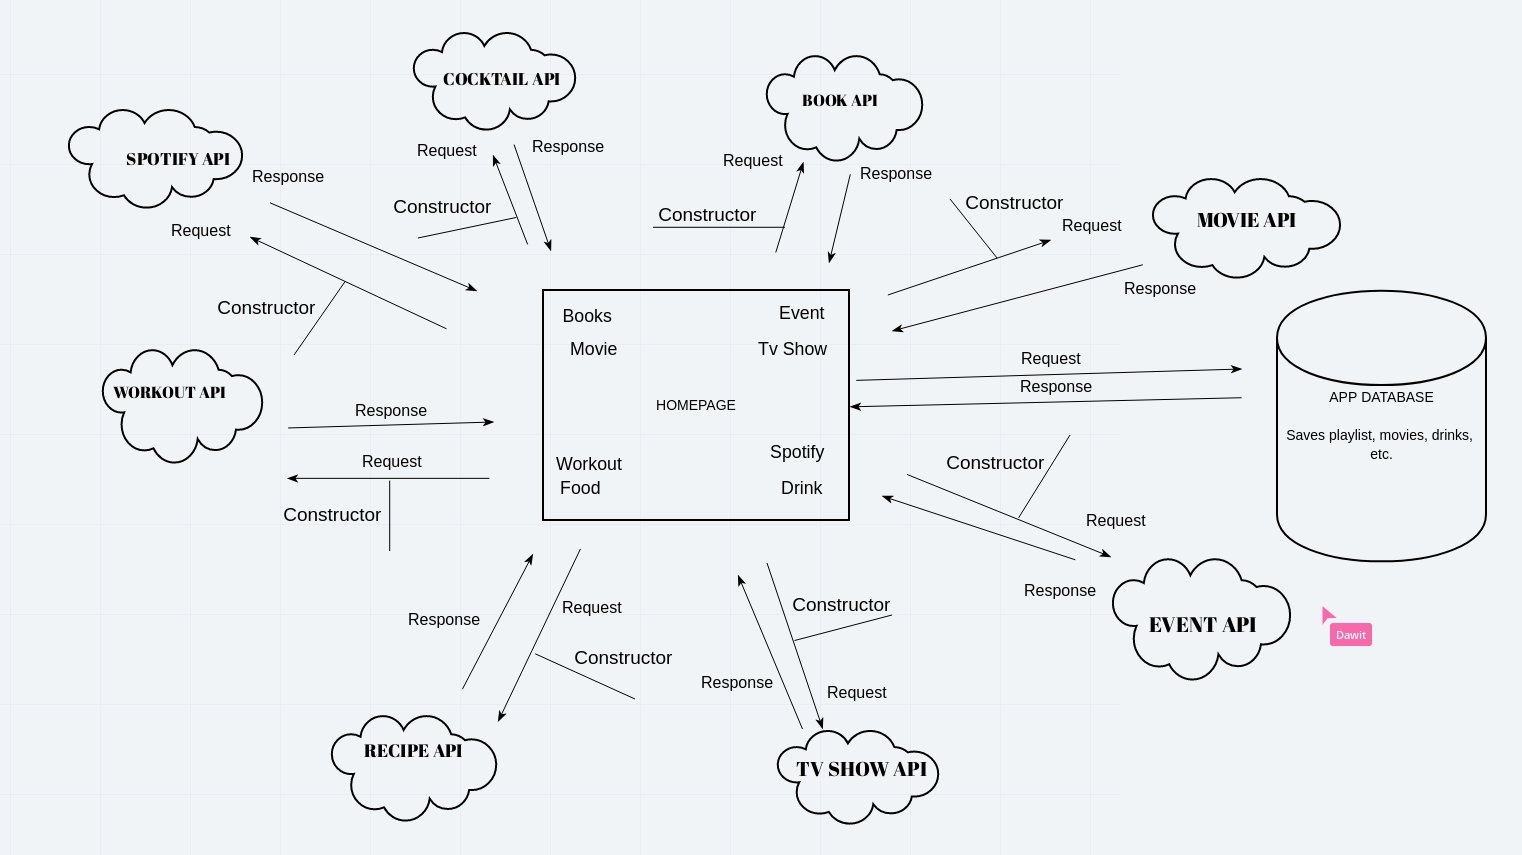 COCKTAIL API
BOOK API
SPOTIFY API
Request
Response
Request
Response
Response
Constructor
Constructor
Constructor
Request
MOVIE API
Request
Response
Constructor
Books
Event
Movie
Tv Show
HOMEPAGE
Workout
Spotify
Food
Drink
Request
Response
APP DATABASE
Saves playlist, movies, drinks,
etc.
WORKOUT API
Response
Request
Constructor
Constructor
Request
Response
EVENT API
Dawit
Response
Request
Constructor
Constructor
Response
Request
RECIPE API
TV SHOW API